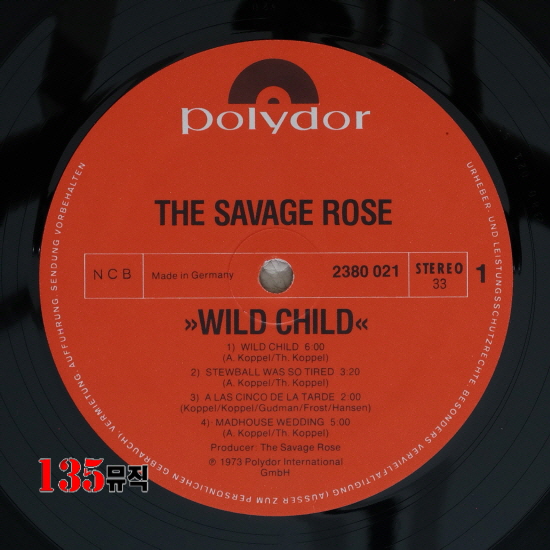 polydor
THE SAVAGE ROSE
NCB
Made in Germany
2380 021
STEREO
33
1
»WILD CHILD«
1) WILD CHILD 6:00
(A. Koppel/Th. Koppel)
2) STEWBALL WAS SO TIRED 3:20
(A. Koppel/Th. Koppel)
3) A LAS CINCO DE LA TARDE 2:00
(Koppel/Koppel/Gudman/Frost/Hansen)
4) MADHOUSE WEDDING 5:00
(A. Koppel/Th. Koppel)
Producer: The Savage Rose
℗ 1973 Polydor International
GmbH
URHEBER- UND LEISTUNGSSCHUTZRECHTE, BESONDERS VERVIELFÄLTIGUNG (AUSSER ZUM PERSÖNLICHEN GEBRAUCH), VERMIETUNG, AUFFÜHRUNG, SENDUNG VORBEHALTEN
135뮤직